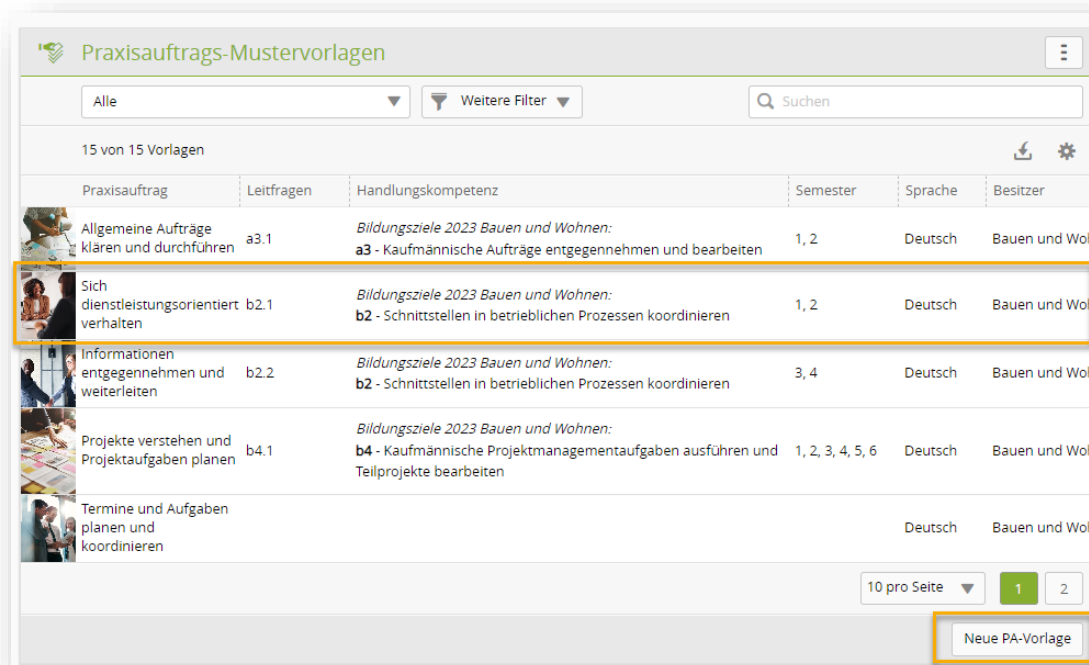 Praxisauftrags-Mustervorlagen
Alle
Weitere Filter
Suchen
15 von 15 Vorlagen
Praxisauftrag Leitfragen Handlungskompetenz Semester Sprache Besitzer
Allgemeine Aufträge
klären und durchführen
a3.1
Bildungsziele 2023 Bauen und Wohnen:
a3 - Kaufmännische Aufträge entgegennehmen und bearbeiten
1, 2
Deutsch
Bauen und Woh
Sich
dienstleistungsorientiert
verhalten
b2.1
Bildungsziele 2023 Bauen und Wohnen:
b2 - Schnittstellen in betrieblichen Prozessen koordinieren
1, 2
Deutsch
Bauen und Woh
Informationen
entgegennehmen und
weiterleiten
b2.2
Bildungsziele 2023 Bauen und Wohnen:
b2 - Schnittstellen in betrieblichen Prozessen koordinieren
3, 4
Deutsch
Bauen und Woh
Projekte verstehen und
Projektaufgaben planen
b4.1
Bildungsziele 2023 Bauen und Wohnen:
b4 - Kaufmännische Projektmanagementaufgaben ausführen und
Teilprojekte bearbeiten
1, 2, 3, 4, 5, 6
Deutsch
Bauen und Woh
Termine und Aufgaben
planen und
koordinieren
Deutsch
Bauen und Woh
10 pro Seite
1
2
Neue PA-Vorlage